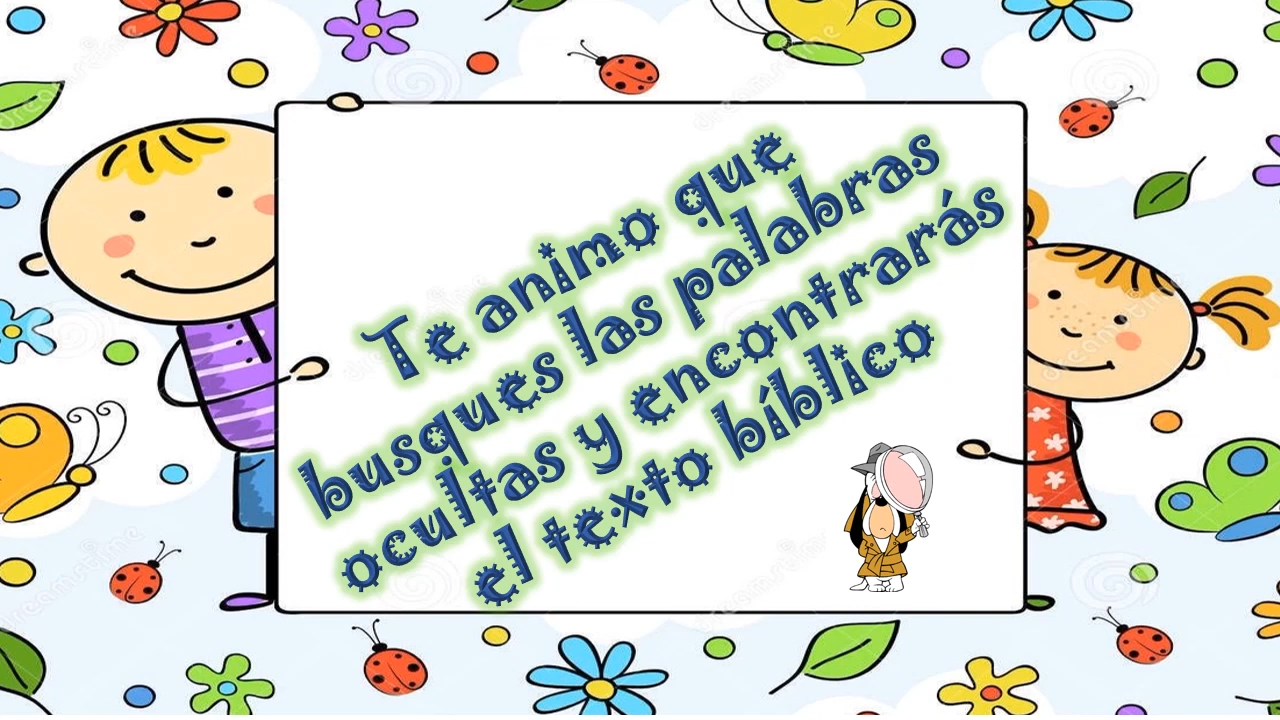 Te animo que
busques las palabras
ocultas y encontrarás
el texto bíblico